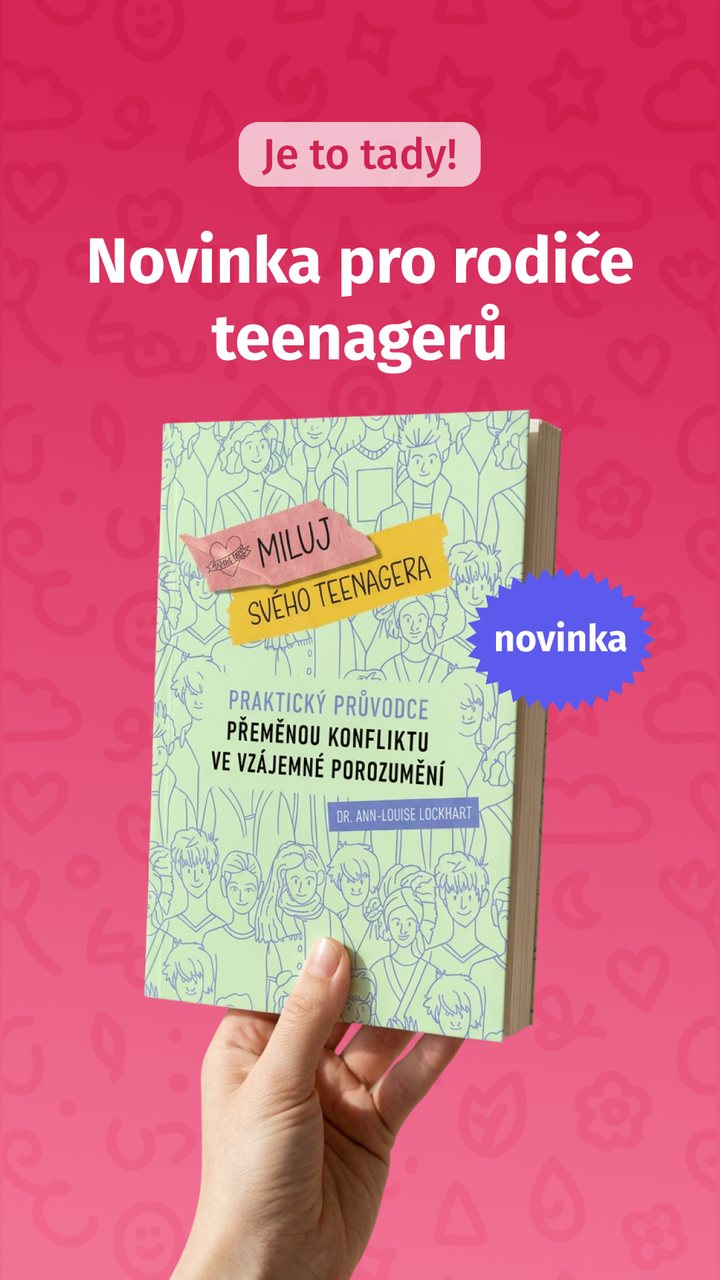 Je to tady!
Novinka pro rodiče
teenagerů
MILUJ
SVÉHO TEENAGERA
novinka
PRAKTICKÝ PRŮVODCE
PŘEMĚNOU KONFLIKTU
VE VZÁJEMNÉ POROZUMĚNÍ
DR. ANN-LOUISE LOCKHART